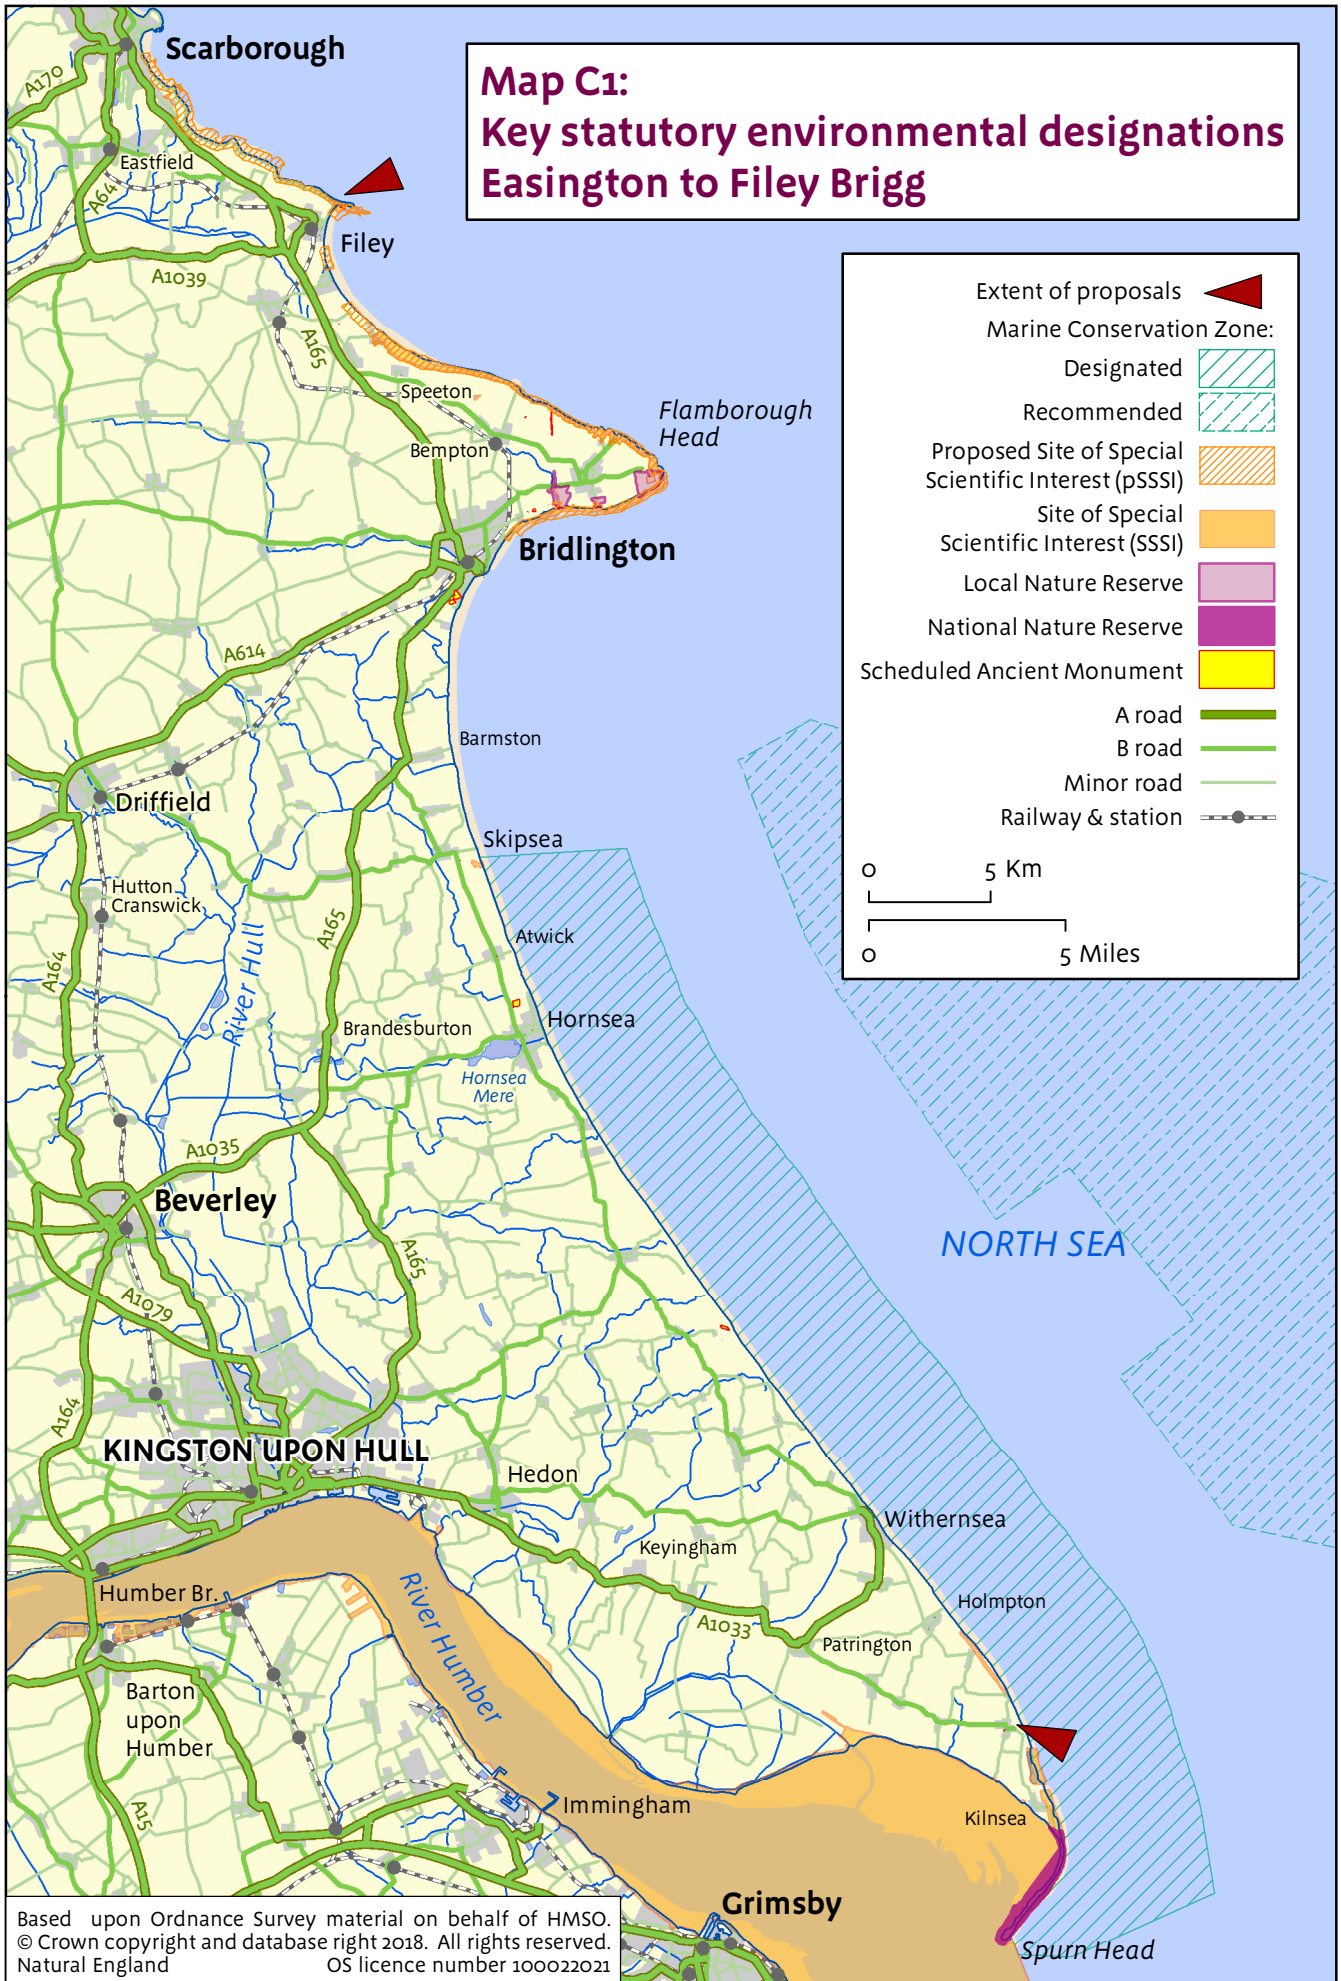 Map C1:
Key statutory environmental designations
Easington to Filey Brigg
Scarborough
A170
Eastfield
A64
Filey
A1039
A165
Speeton
Bempton
Flamborough
Head
Bridlington
A614
Barmston
Driffield
Skipsea
Hutton
Cranswick
River Hull
A165
A164
Atwick
Hornsea
Brandesburton
Hornsea
Mere
A1035
Beverley
A165
A1079
NORTH SEA
A164
KINGSTON UPON HULL
Hedon
Withernsea
Keyingham
Humber Br.
River Humber
Holmpton
A1033
Patrington
Barton
upon
Humber
A15
Immingham
Kilnsea
Grimsby
Spurn Head
Extent of proposals
Marine Conservation Zone:
Designated
Recommended
Proposed Site of Special
Scientific Interest (pSSSI)
Site of Special
Scientific Interest (SSSI)
Local Nature Reserve
National Nature Reserve
Scheduled Ancient Monument
A road
B road
Minor road
Railway & station
0 5 Km
0 5 Miles
Based upon Ordnance Survey material on behalf of HMSO.
© Crown copyright and database right 2018. All rights reserved.
Natural England OS licence number 100022021